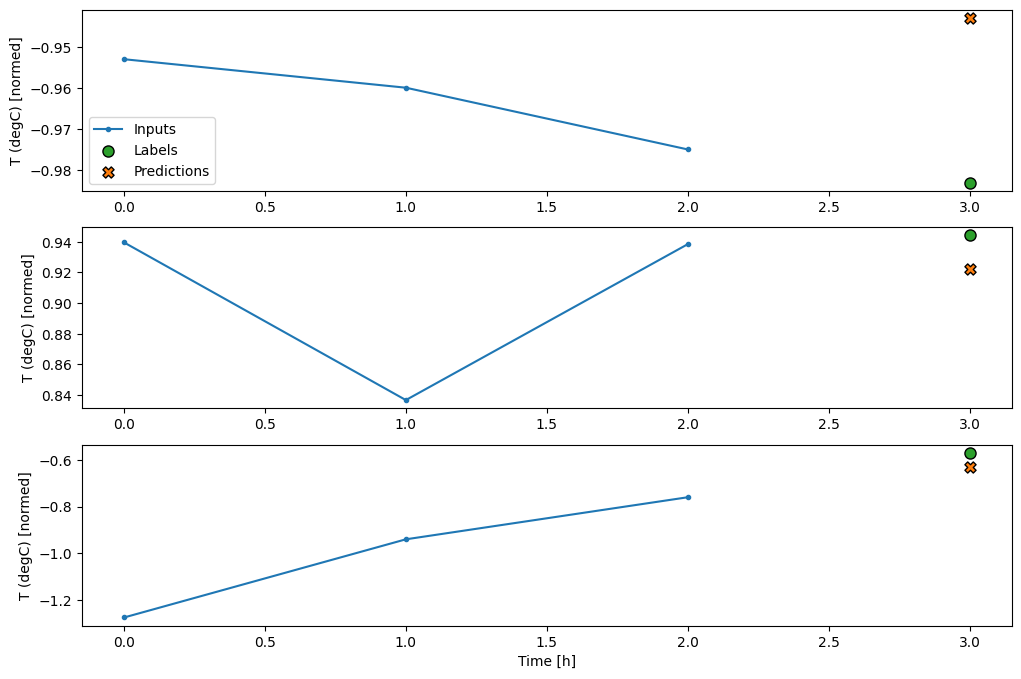 T (degC) [normed]
−0.95
−0.96
−0.97
−0.98
Inputs
Labels
Predictions
0.0 0.5 1.0 1.5 2.0 2.5 3.0
T (degC) [normed]
0.94
0.92
0.90
0.88
0.86
0.84
0.0 0.5 1.0 1.5 2.0 2.5 3.0
T (degC) [normed]
−0.6
−0.8
−1.0
−1.2
0.0 0.5 1.0 1.5 2.0 2.5 3.0
Time [h]